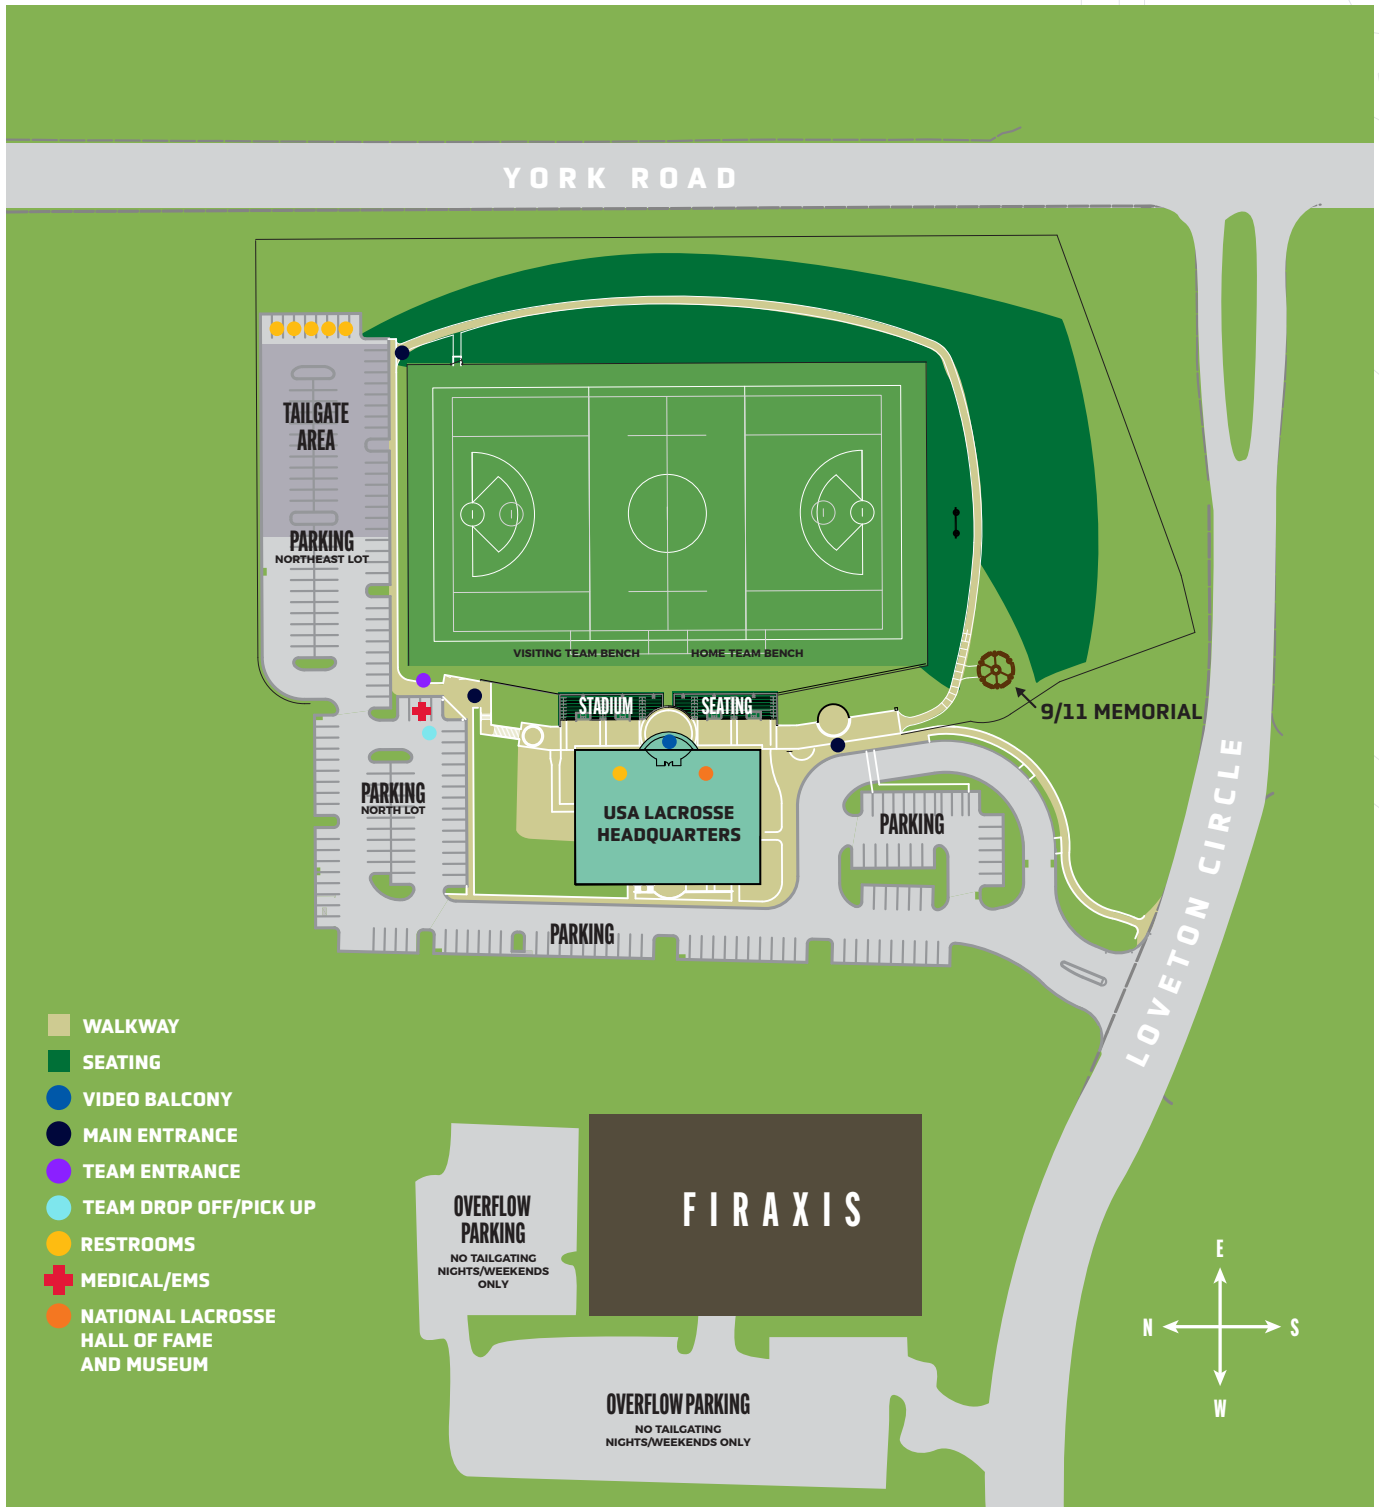 YORK ROAD
TAILGATE
AREA
PARKING
NORTHEAST LOT
VISITING TEAM BENCH
HOME TEAM BENCH
STADIUM
SEATING
9/11 MEMORIAL
PARKING
NORTH LOT
USA LACROSSE
HEADQUARTERS
PARKING
PARKING
LOVETON CIRCLE
WALKWAY
SEATING
VIDEO BALCONY
MAIN ENTRANCE
TEAM ENTRANCE
TEAM DROP OFF/PICK UP
RESTROOMS
MEDICAL/EMS
NATIONAL LACROSSE
HALL OF FAME
AND MUSEUM
OVERFLOW
PARKING
NO TAILGATING
NIGHTS/WEEKENDS
ONLY
FIRAXIS
OVERFLOW PARKING
NO TAILGATING
NIGHTS/WEEKENDS ONLY
E
N
S
W